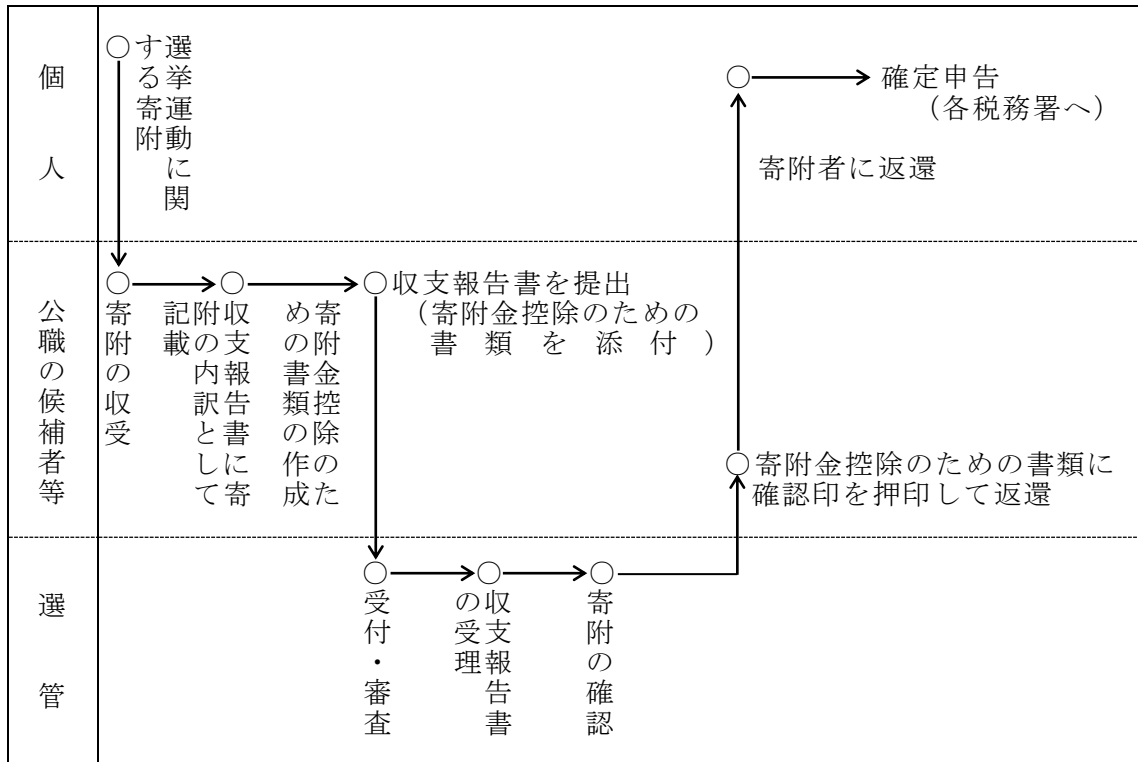 個人
選挙運動に関
する寄附
確定申告
(各税務署へ)
寄附者に返還
公職の候補者等
寄附の収受
収支報告書に寄
附の内訳として
記載
寄附金控除のた
めの書類の作成
収支報告書を提出
(寄附金控除のための
書類を添付)
寄附金控除のための書類に
確認印を押印して返還
選管
受付・審査
収支報告書
の受理
寄附の確認